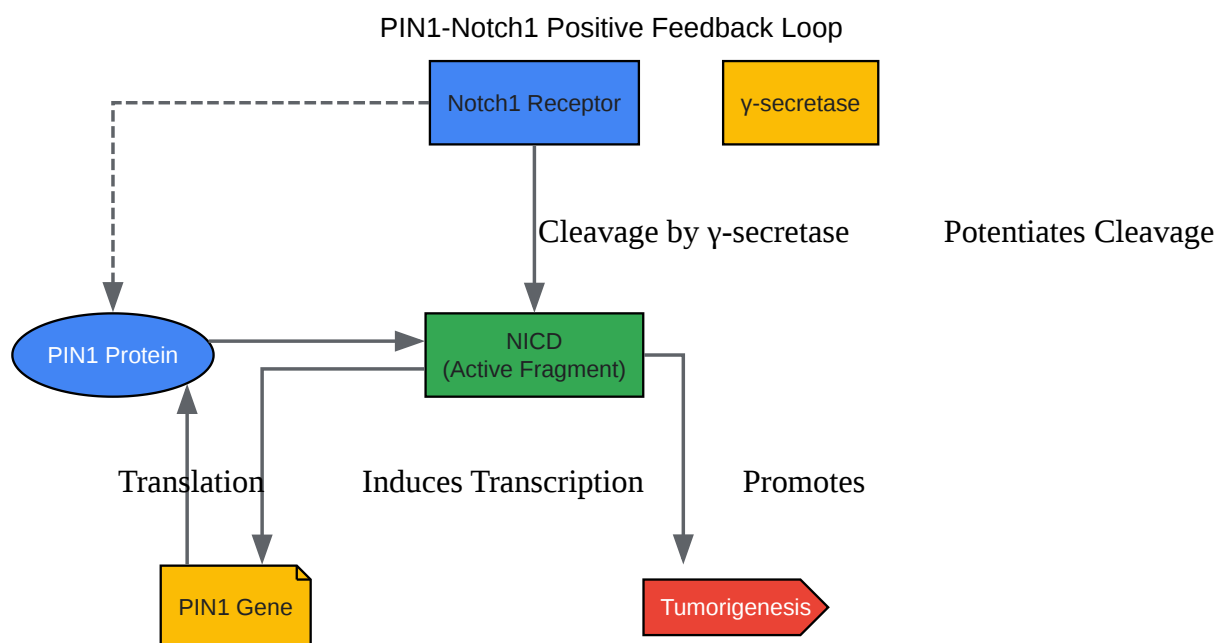 PIN1-Notch1 Positive Feedback Loop
Notch1 Receptor
γ-secretase
Cleavage by γ-secretase
Potentiates Cleavage
PIN1 Protein
NICD
(Active Fragment)
Translation
Induces Transcription
Promotes
PIN1 Gene
Tumorigenesis